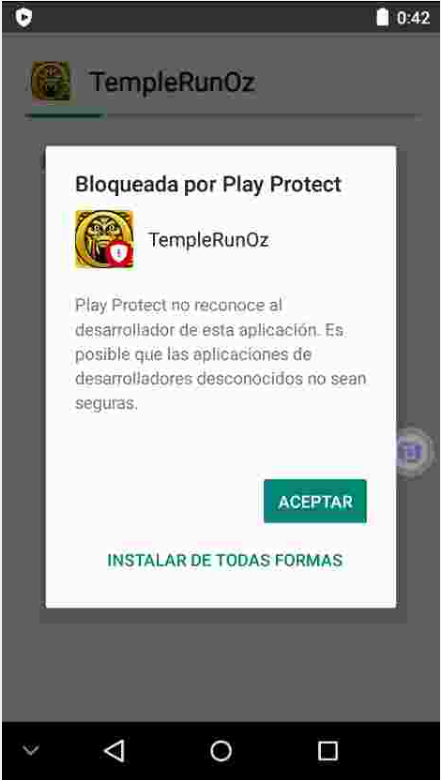 0:42
TempleRunOz
Bloqueada por Play Protect
TempleRunOz
Play Protect no reconoce al
desarrollador de esta aplicación. Es
posible que las aplicaciones de
desarrolladores desconocidos no sean
seguras.
ACEPTAR
INSTALAR DE TODAS FORMAS